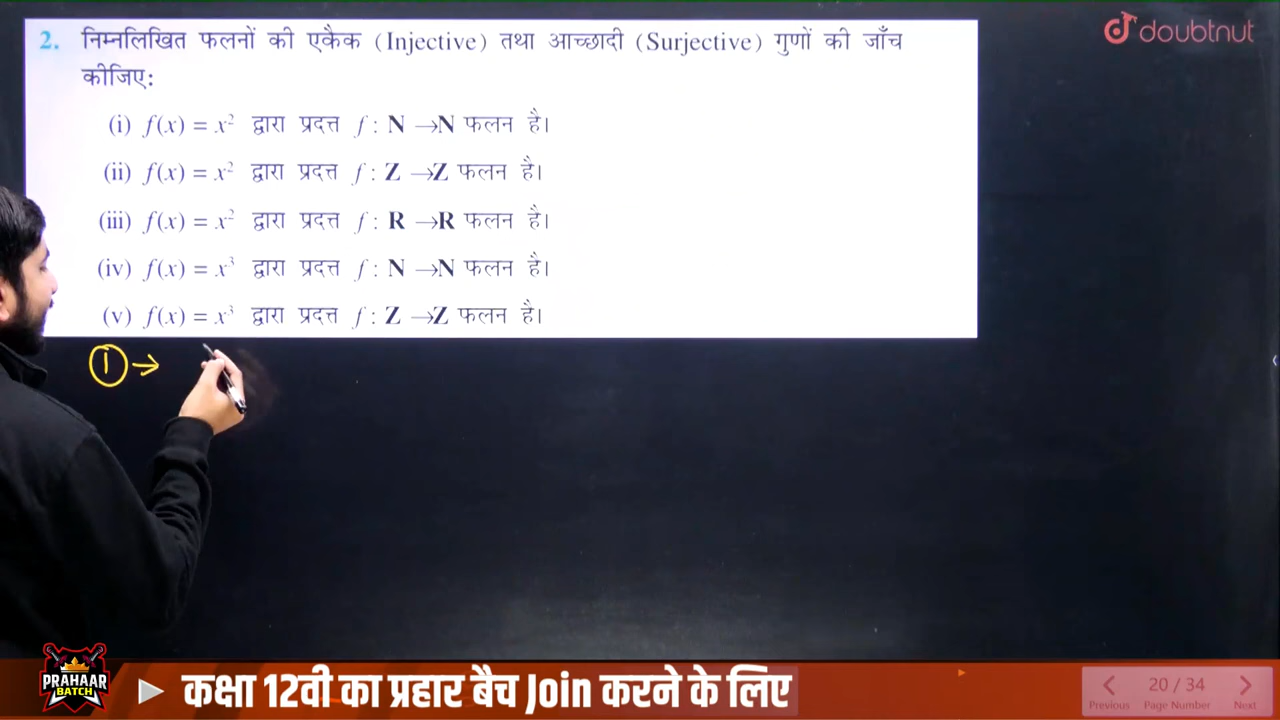 doubtnut
2. निम्नलिखित फलनों की एकैक (Injective) तथा आच्छादी (Surjective) गुणों की जाँच
कीजिए:
(i) f(x) = x² द्वारा प्रदत्त f : N →N फलन है।
(ii) f(x) = x² द्वारा प्रदत्त f : Z →Z फलन है।
(iii) f(x) = x² द्वारा प्रदत्त f : R →R फलन है।
(iv) f(x) = x³ द्वारा प्रदत्त f : N →N फलन है।
(v) f(x) = x³ द्वारा प्रदत्त f : Z →Z फलन है।
① →
PRAHAAR
BATCH
कक्षा 12वी का प्रहार बैच Join करने के लिए
20 / 34
Previous Page Number Next